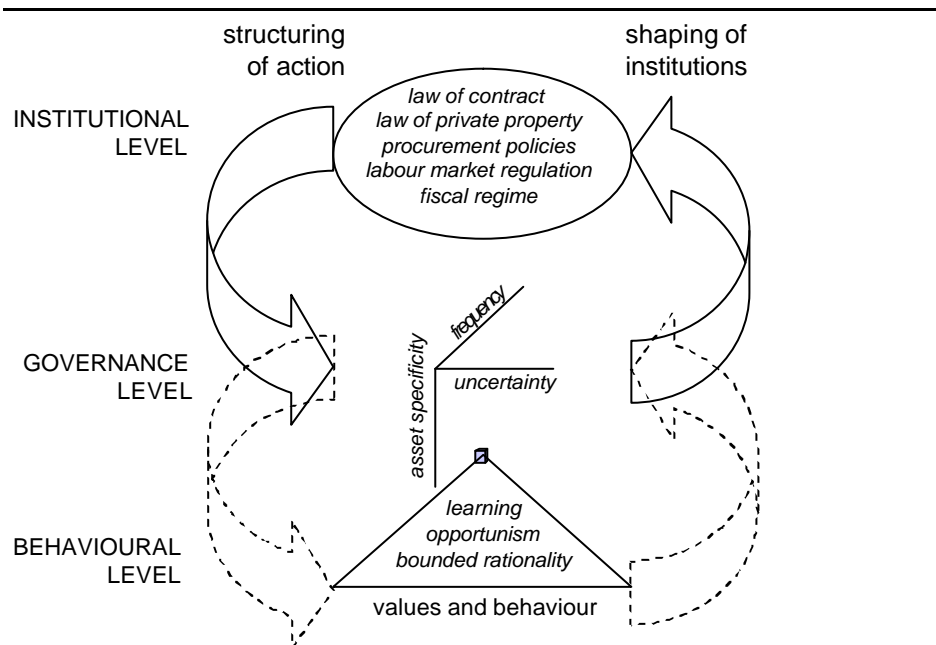 structuring
of action
shaping of
institutions
INSTITUTIONAL
LEVEL
law of contract
law of private property
procurement policies
labour market regulation
fiscal regime
GOVERNANCE
LEVEL
frequency
uncertainty
asset specificity
BEHAVIOURAL
LEVEL
learning
opportunism
bounded rationality
values and behaviour